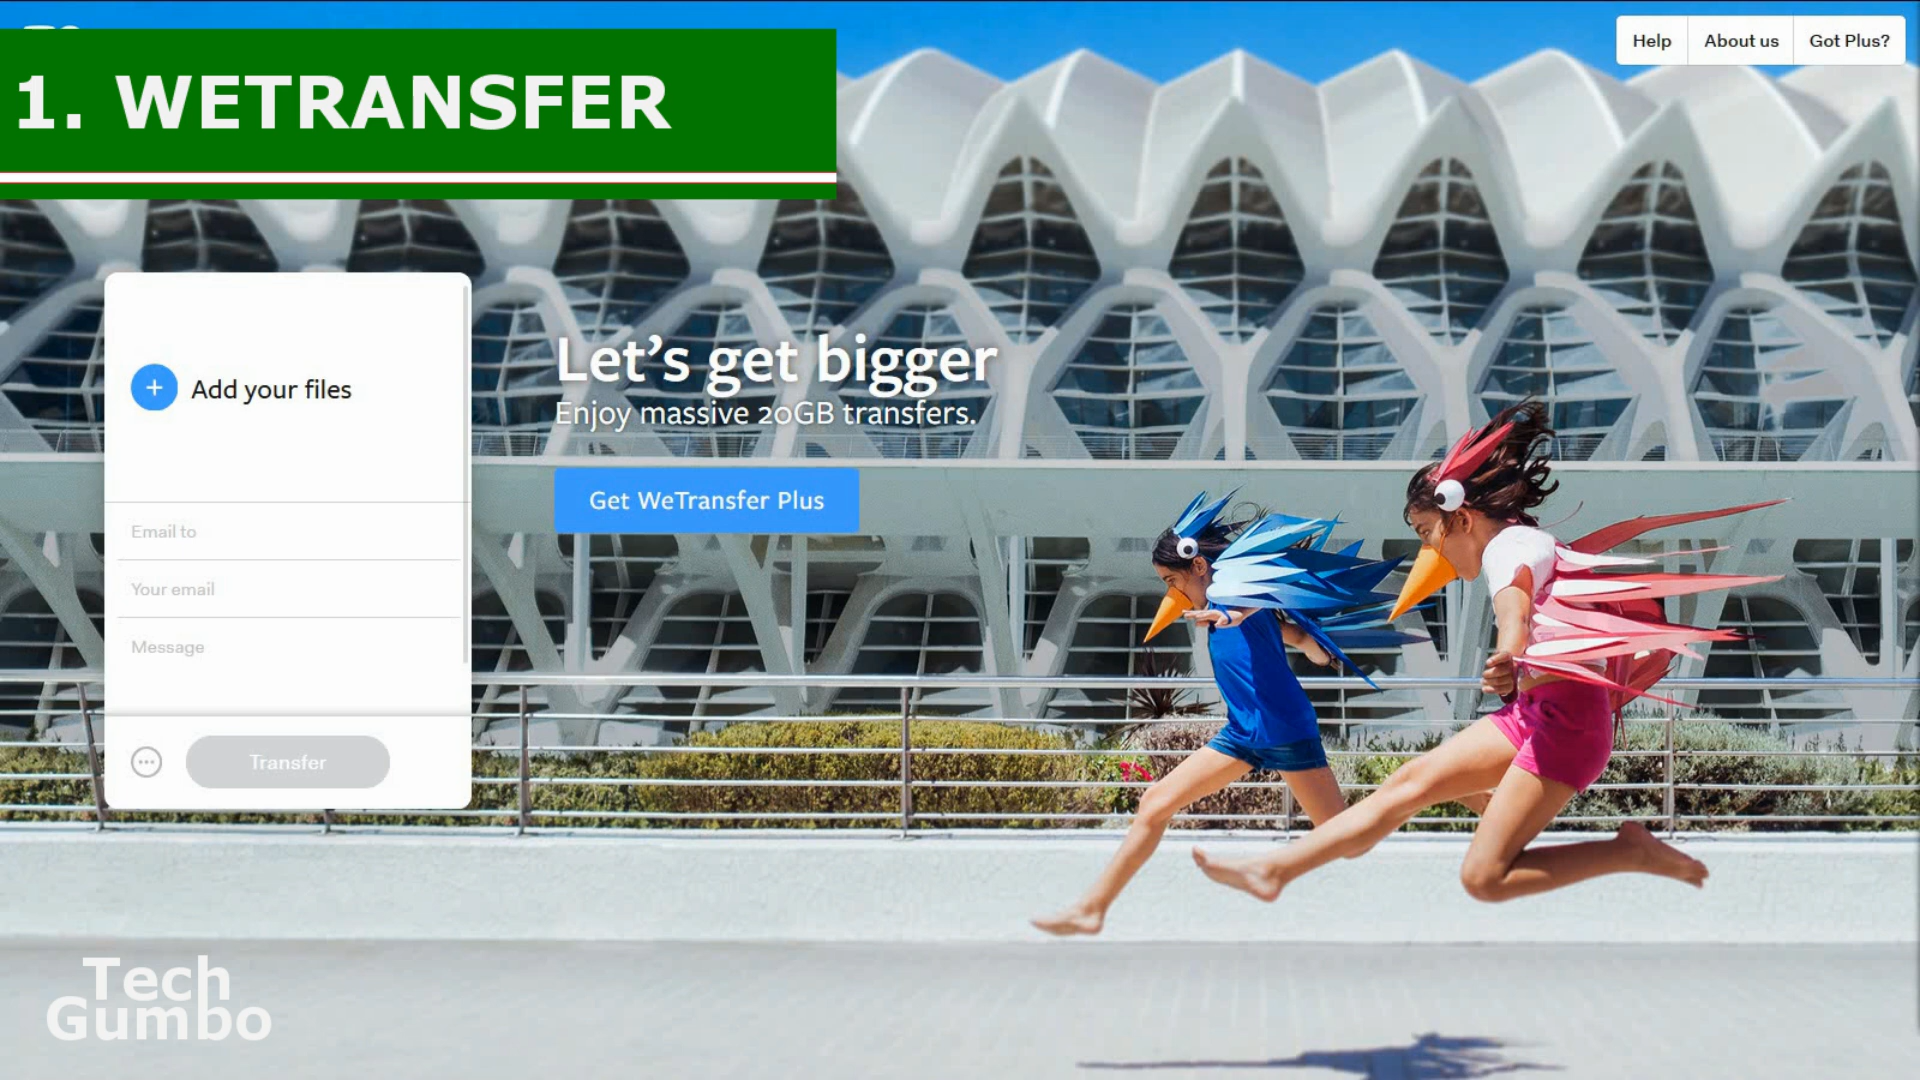 1. WETRANSFER
Help
About us
Got Plus?
Add your files
Let's get bigger
Enjoy massive 20GB transfers.
Get WeTransfer Plus
Email to
Your email
Message
Transfer
Tech
Gumbo